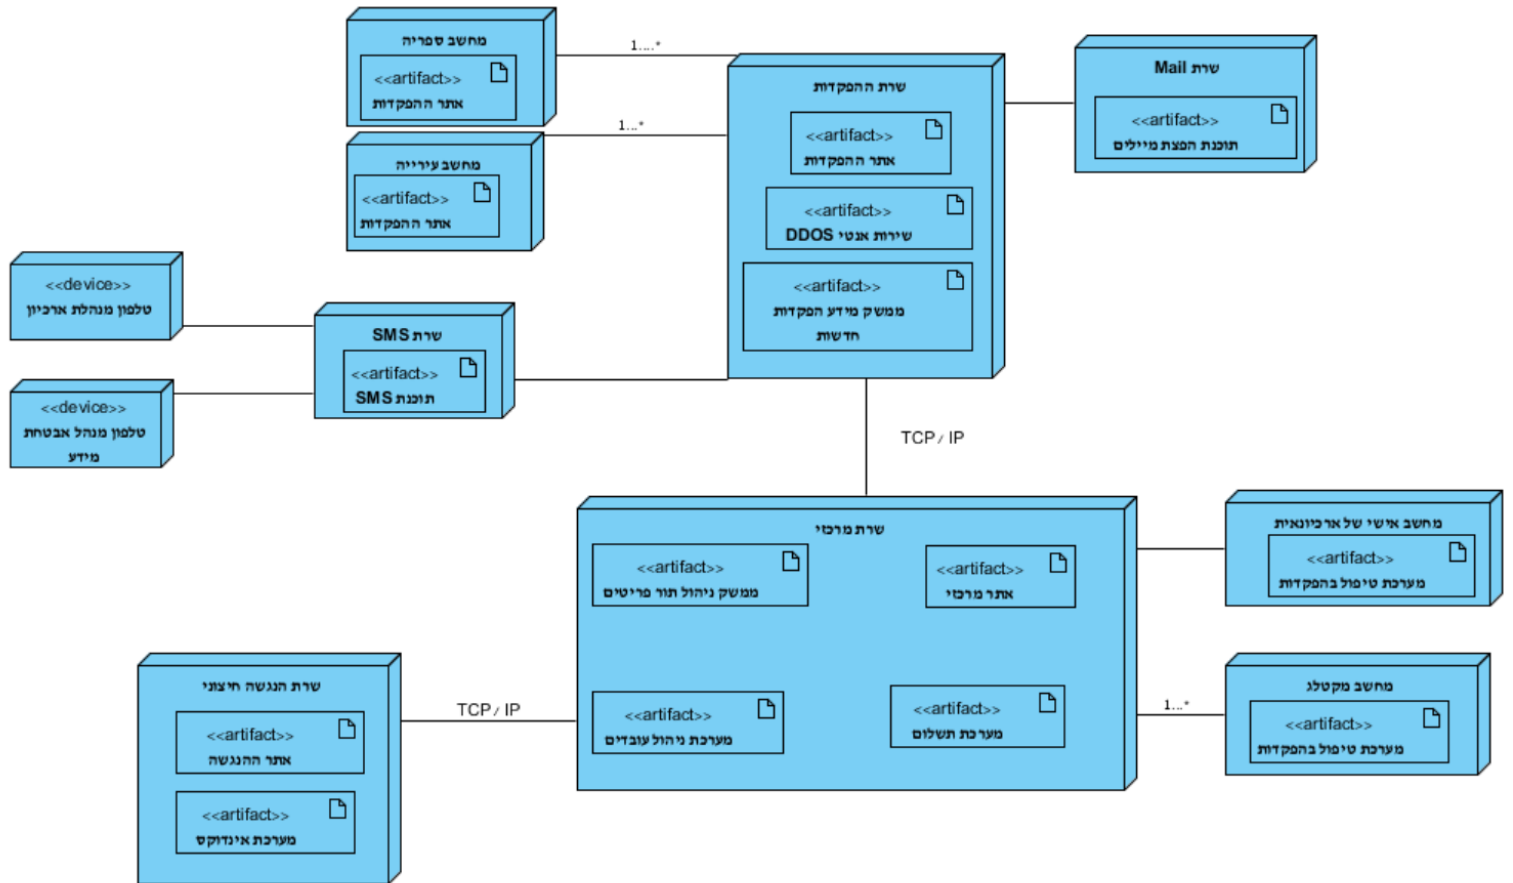 מחשב ספריה
<<artifact>>
אתר ההפקדות
1....*
מחשב עירייה
<<artifact>>
אתר ההפקדות
1...*
שרת ההפקדות
<<artifact>>
אתר ההפקדות
<<artifact>>
שירות אנטי DDOS
<<artifact>>
ממשק מידע הפקדות
חדשות
שרת Mail
<<artifact>>
תוכנת הפצת מיילים
<<device>>
טלפון מנהלת ארכיון
<<device>>
טלפון מנהל אבטחת
מידע
שרת SMS
<<artifact>>
תוכנת SMS
TCP / IP
שרת מרכזי
<<artifact>>
ממשק ניהול תור פריטים
<<artifact>>
אתר מרכזי
<<artifact>>
מערכת ניהול עובדים
<<artifact>>
מערכת תשלום
מחשב אישי של ארכיונאית
<<artifact>>
מערכת טיפול בהפקדות
1...*
מחשב מקטלג
<<artifact>>
מערכת טיפול בהפקדות
TCP / IP
שרת הנגשה חיצוני
<<artifact>>
אתר ההנגשה
<<artifact>>
מערכת אינדוקס